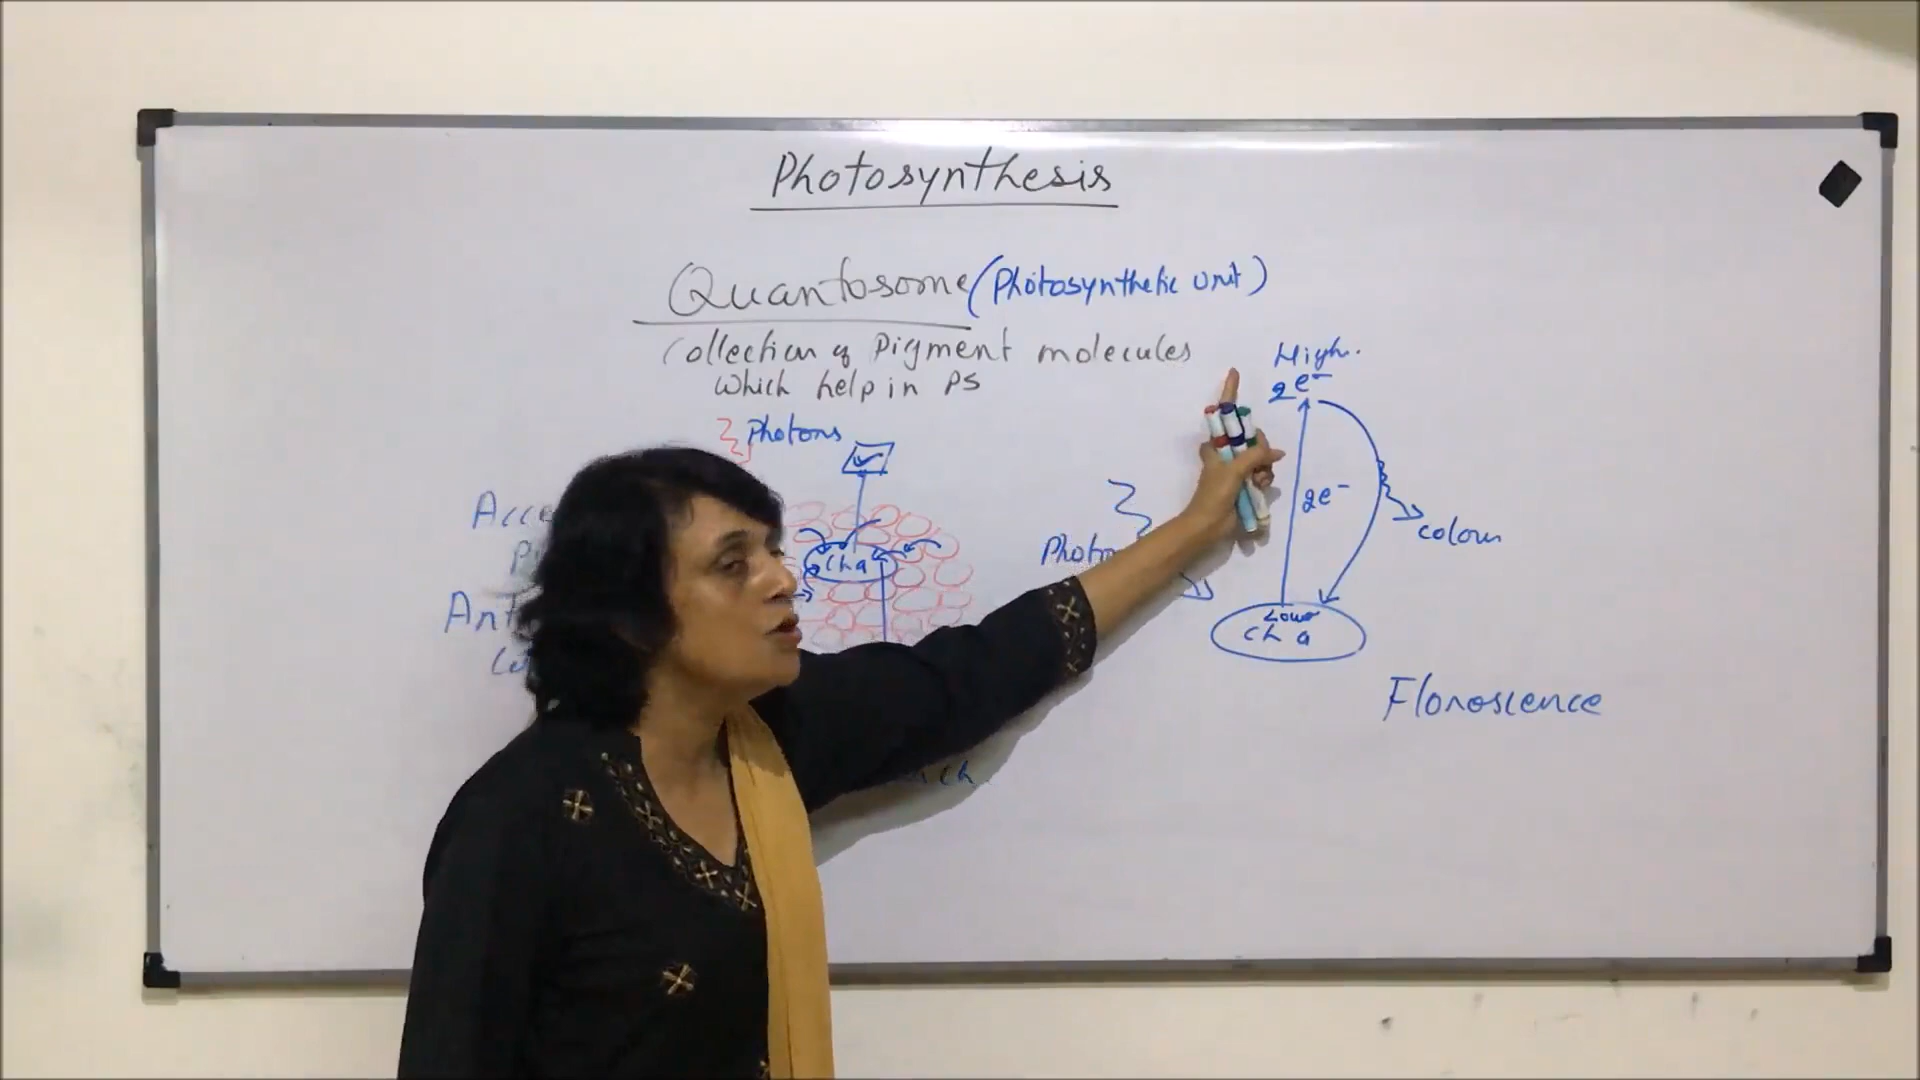 Photosynthesis
Quantosome (Photosynthetic Unit)
Collection of Pigment molecules
which help in PS
Photons
Ch a
High.
2e-
2e-
colour
Low
Ch a
Floroscence